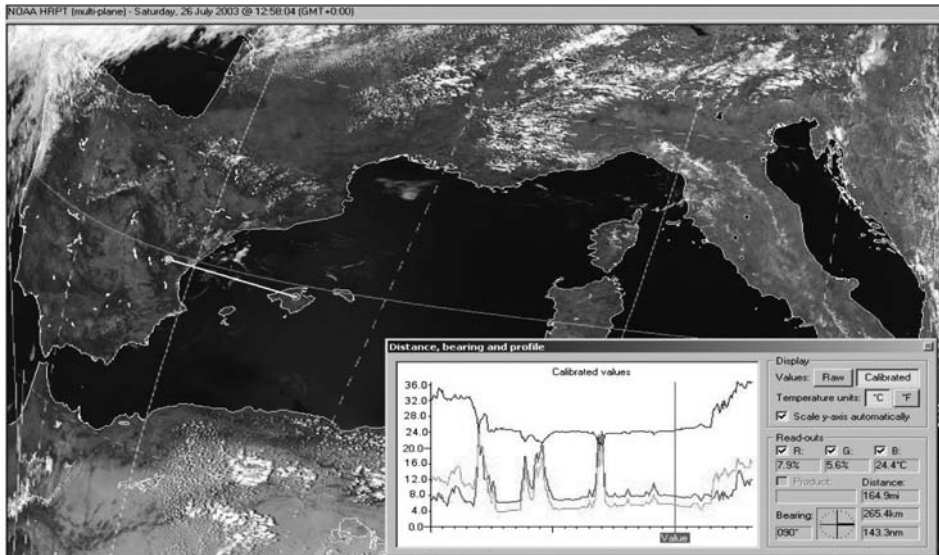 NOAA HRPT (multi-plane) - Saturday, 26 July 2003 @ 12:58:04 (GMT+0:00)
Distance, bearing and profile
Calibrated values
36.0
32.0
28.0
24.0
20.0
16.0
12.0
8.0
4.0
0.0
Value
Display
Values: Raw Calibrated
Temperature units: °C °F
Scale y-axis automatically
Read-outs
R: G: B:
7.9% 5.6% 24.4°C
Product: Distance:
164.9mi
Bearing: 265.4km
090° 143.3nm